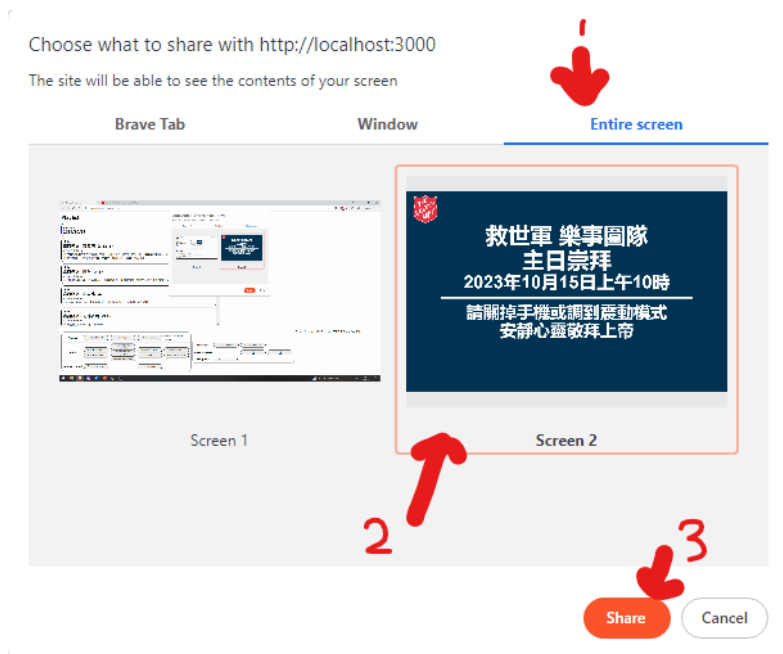 1
Choose what to share with http://localhost:3000
The site will be able to see the contents of your screen
Brave Tab
Window
Entire screen
救世軍 樂事團隊
主日崇拜
2023年10月15日上午10時
請關掉手機或調到震動模式
安靜心靈敬拜上帝
Screen 1
Screen 2
2
3
Share
Cancel